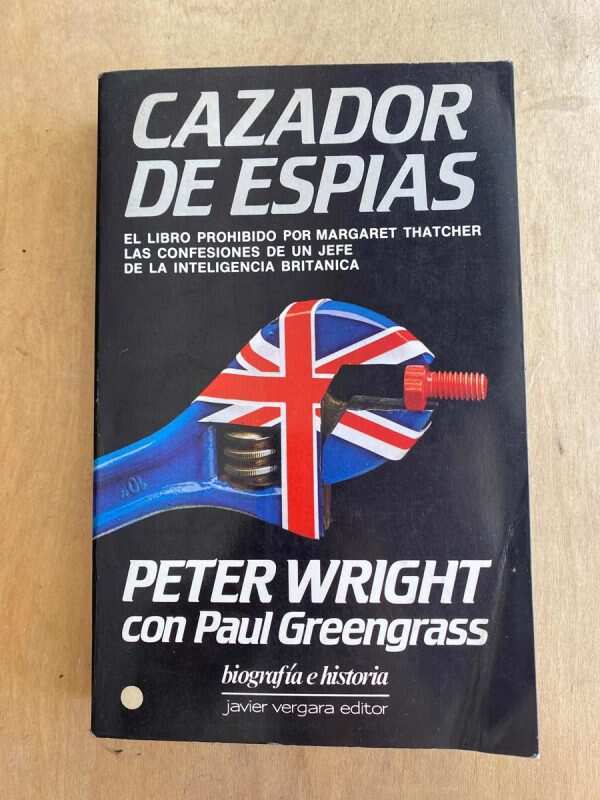 CAZADOR
DE ESPIAS
EL LIBRO PROHIBIDO POR MARGARET THATCHER
LAS CONFESIONES DE UN JEFE
DE LA INTELIGENCIA BRITANICA
10"
PETER WRIGHT
con Paul Greengrass
biografía e historia
javier vergara editor